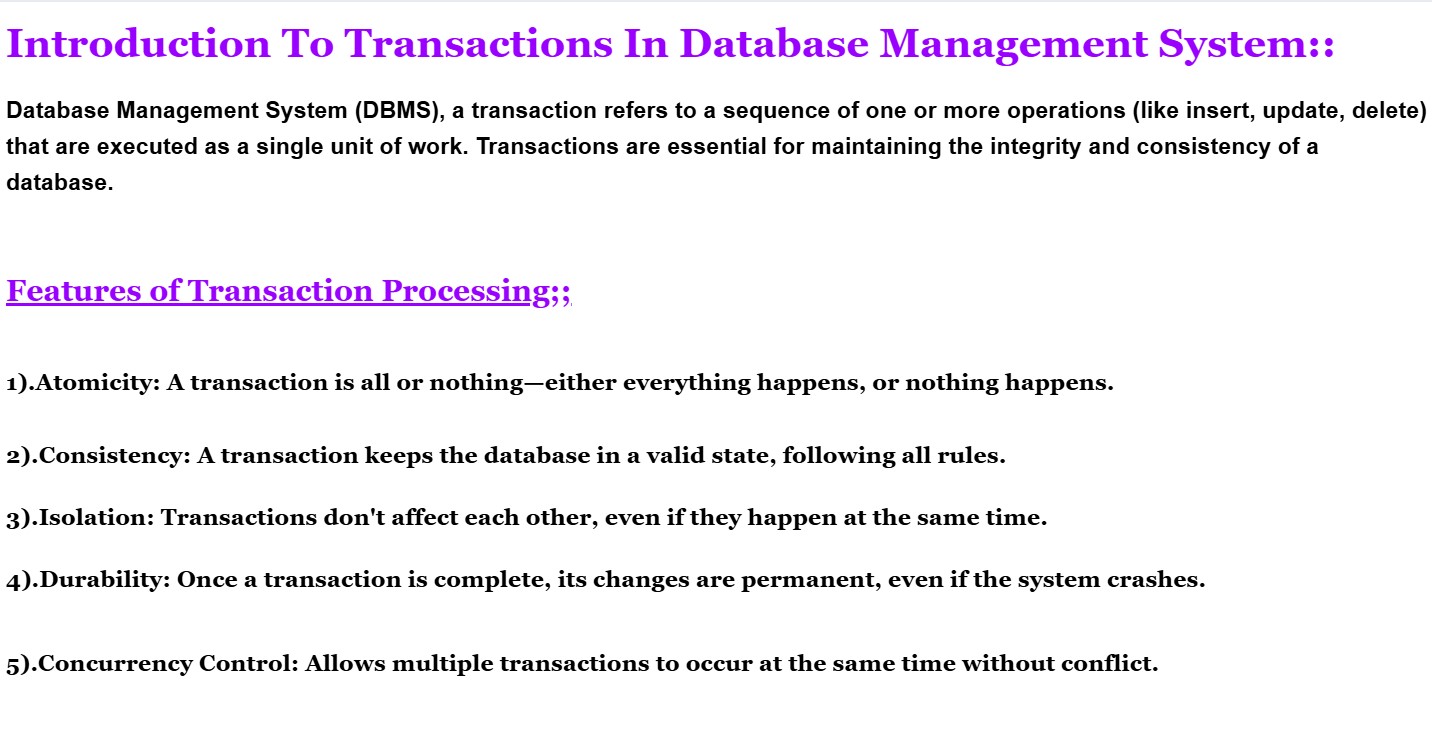 Introduction To Transactions In Database Management System::
Database Management System (DBMS), a transaction refers to a sequence of one or more operations (like insert, update, delete)
that are executed as a single unit of work. Transactions are essential for maintaining the integrity and consistency of a
database.
Features of Transaction Processing;;
1).Atomicity: A transaction is all or nothing—either everything happens, or nothing happens.
2).Consistency: A transaction keeps the database in a valid state, following all rules.
3).Isolation: Transactions don't affect each other, even if they happen at the same time.
4).Durability: Once a transaction is complete, its changes are permanent, even if the system crashes.
5).Concurrency Control: Allows multiple transactions to occur at the same time without conflict.